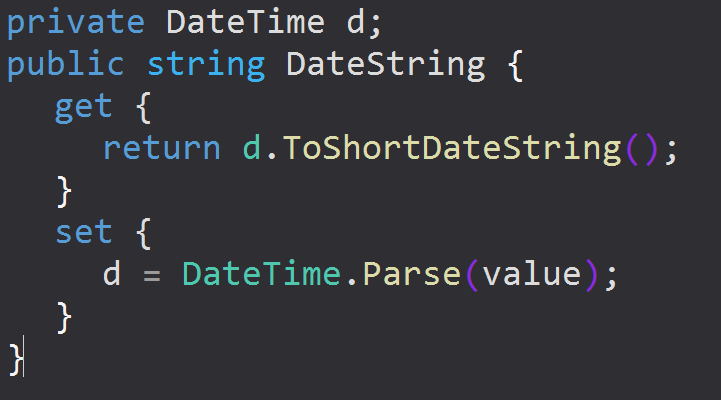 private DateTime d;
public string DateString {
get {
return d.ToShortDateString();
}
set {
d = DateTime.Parse(value);
}
}